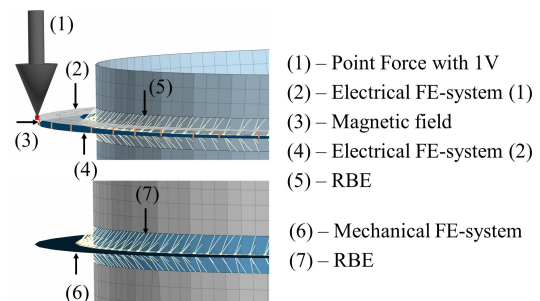 (1)
(2)
(5)
(3)
(4)
(7)
(6)
(1) – Point Force with 1V
(2) – Electrical FE-system (1)
(3) – Magnetic field
(4) – Electrical FE-system (2)
(5) – RBE
(6) – Mechanical FE-system
(7) – RBE